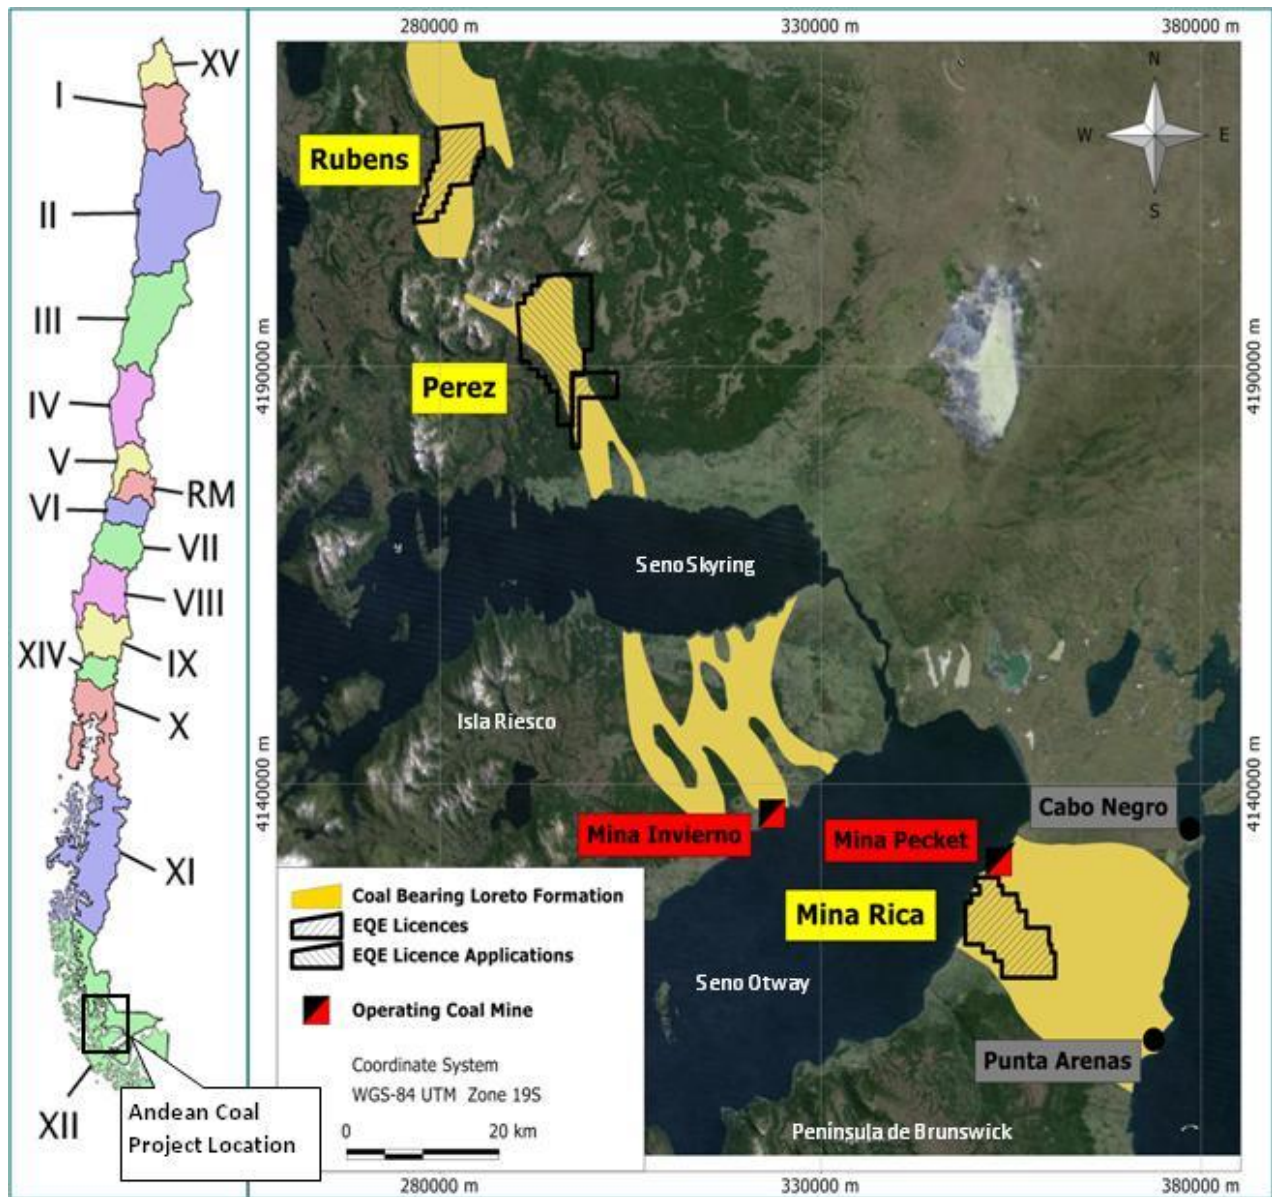 XV
I
II
III
IV
V
RM
VI
VII
VIII
XIV
IX
X
XI
XII
Andean Coal
Project Location
280000 m
330000 m
380000 m
N
W
E
S
Rubens
Perez
4190000 m
4190000 m
Seno Skyring
Isla Riesco
4140000 m
4140000 m
Cabo Negro
Mina Invierno
Mina Pecket
Mina Rica
Seno Otway
Punta Arenas
Peninsula de Brunswick
Coal Bearing Loreto Formation
EQE Licences
EQE Licence Applications
Operating Coal Mine
Coordinate System
WGS-84 UTM Zone 19S
0
20 km
280000 m
330000 m
380000 m